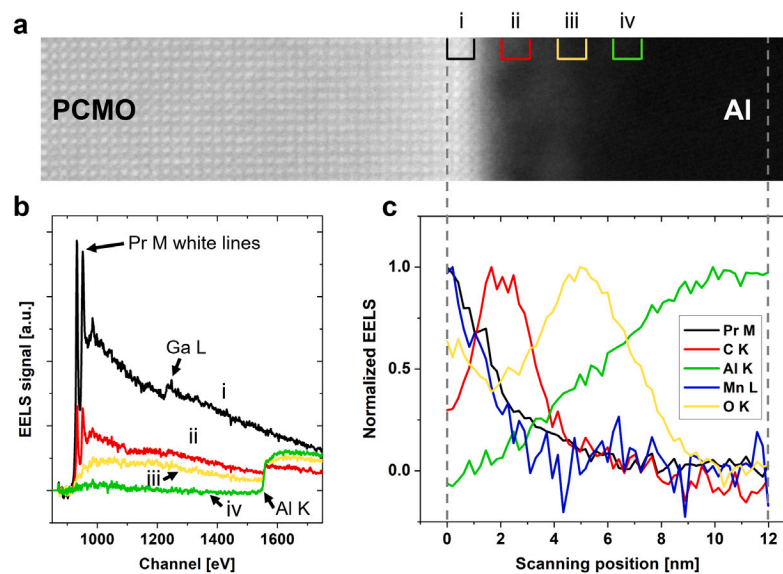 a
i ii iii iv
PCMO
Al
b
Pr M white lines
Ga L
i
ii
iii
iv
Al K
EELS signal [a.u.]
1000 1200 1400 1600
Channel [eV]
c
1.0
0.5
0.0
Normalized EELS
Pr M
C K
Al K
Mn L
O K
0 2 4 6 8 10 12
Scanning position [nm]